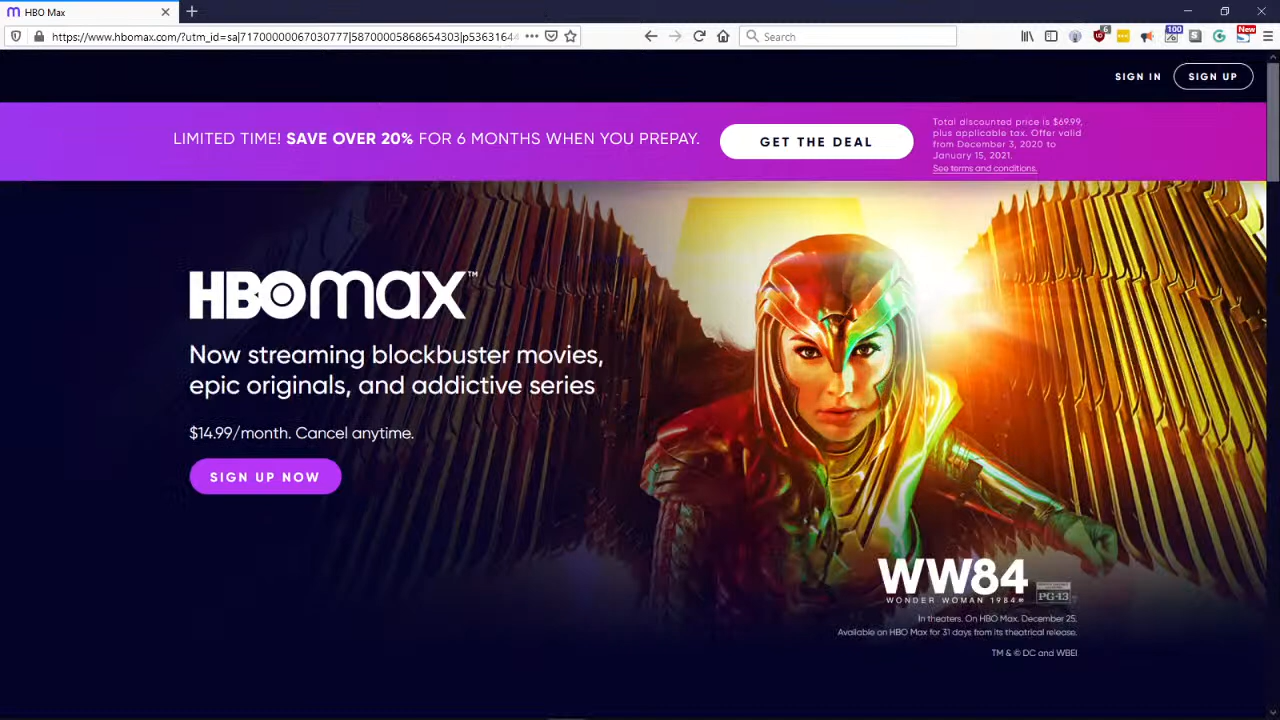 HBO Max
https://www.hbomax.com/?utm_id=sa|71700000067030777|58700005868654303|p5363164
Search
6
100
New
SIGN IN
SIGN UP
LIMITED TIME! SAVE OVER 20% FOR 6 MONTHS WHEN YOU PREPAY.
GET THE DEAL
Total discounted price is $69.99,
plus applicable tax. Offer valid
from December 3, 2020 to
January 15, 2021.
See terms and conditions.
HBOMAX™
Now streaming blockbuster movies,
epic originals, and addictive series
$14.99/month. Cancel anytime.
SIGN UP NOW
WW84
WONDER WOMAN 1984
PG-13
In theaters. On HBO Max. December 25.
Available on HBO Max for 31 days from its theatrical release.
TM & © DC and WBEI